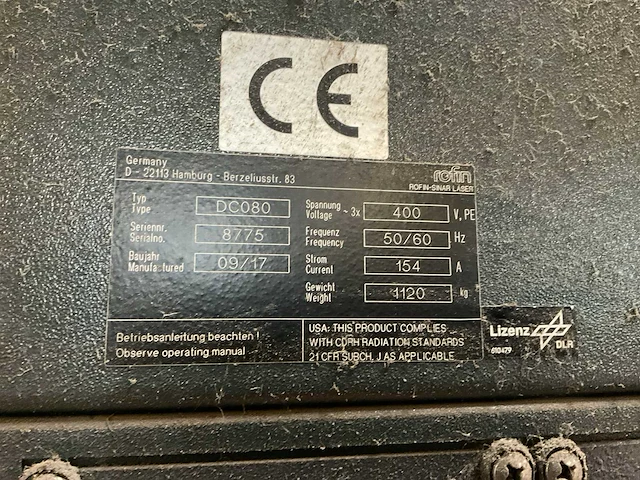 CE
Germany
D - 22113 Hamburg - Berzeliusstr. 83
rofin
ROFIN-SINAR LASER
Typ
Type
DC080
Spannung
Voltage ~ 3x 400 V, PE
Seriennr.
Serialno.
8775
Frequenz
Frequency 50/60 Hz
Baujahr
Manufactured
09/17
Strom
Current 154 A
Gewicht
Weight 1120 kg
Betriebsanleitung beachten !
Observe operating manual
USA: THIS PRODUCT COMPLIES
WITH CDRH RADIATION STANDARDS
21 CFR SUBCH. J AS APPLICABLE
Lizenz
DLR
610479